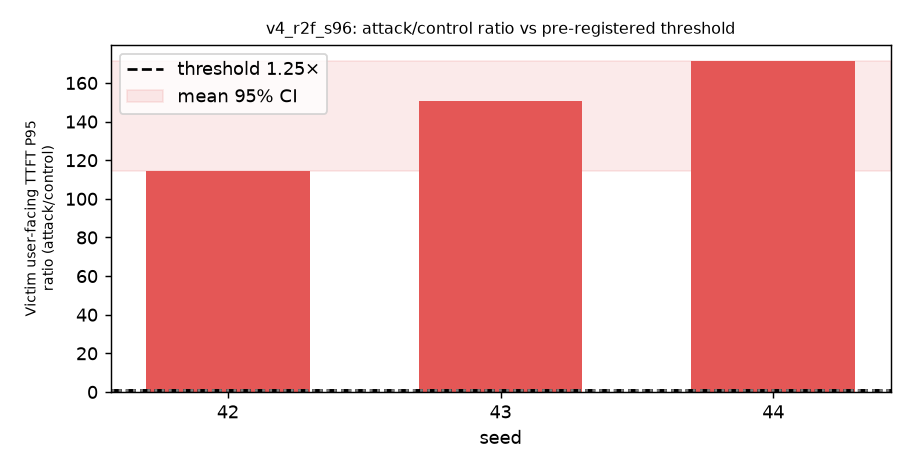 v4_r2f_s96: attack/control ratio vs pre-registered threshold
threshold 1.25×
mean 95% CI
Victim user-facing TTFT P95
ratio (attack/control)
160
140
120
100
80
60
40
20
0
42
43
44
seed